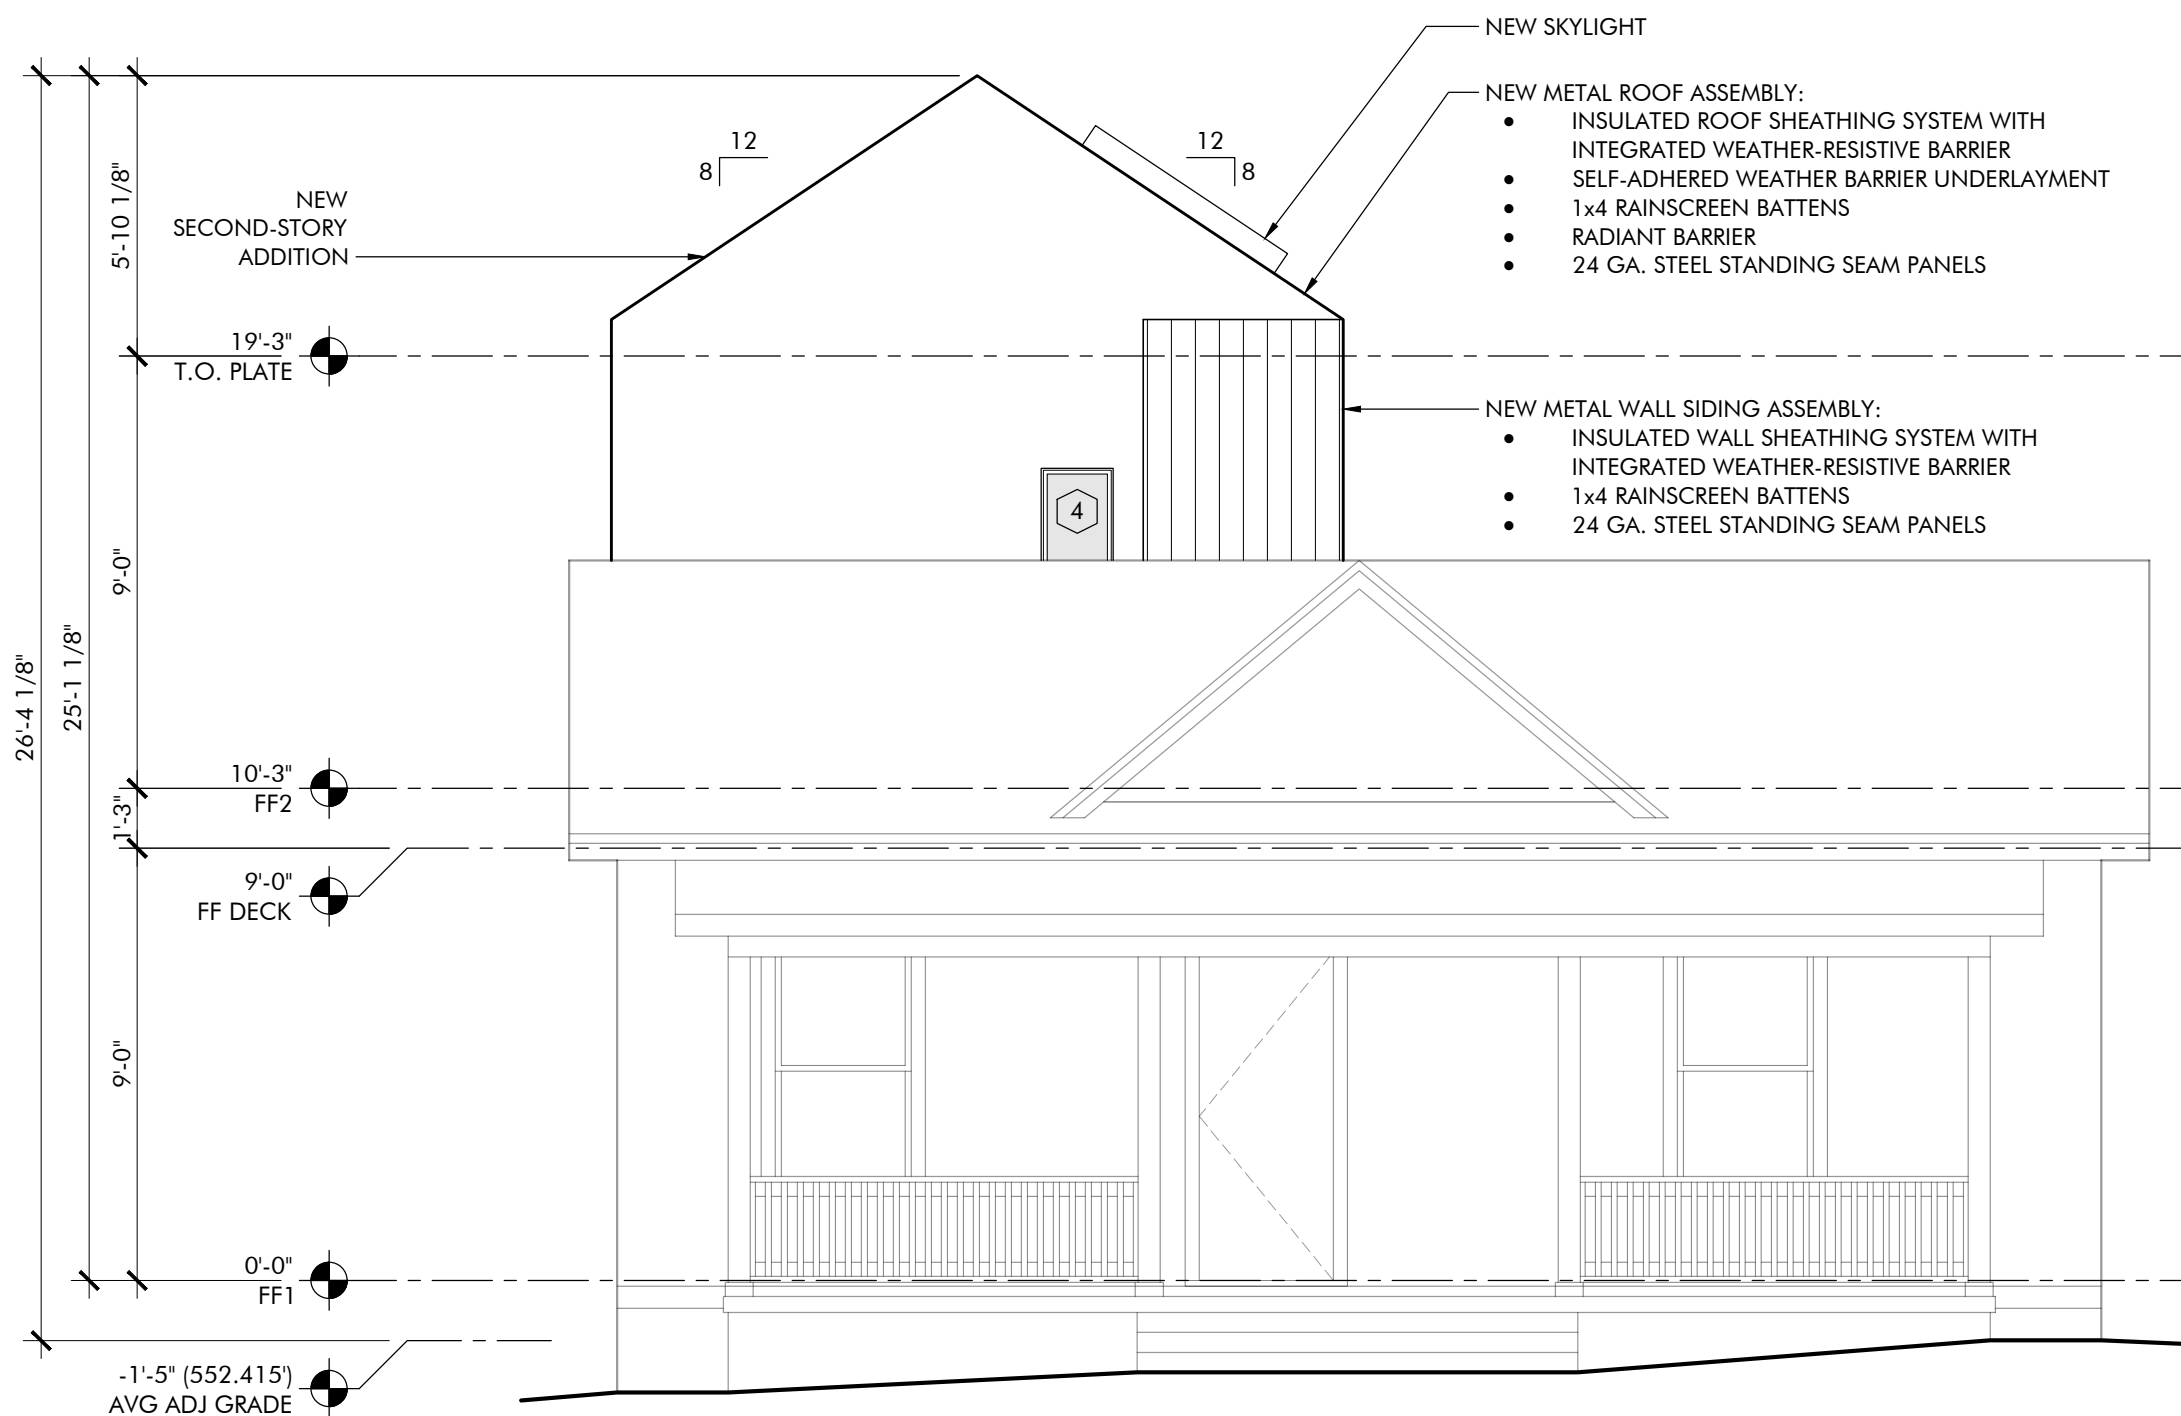 NEW SKYLIGHT
NEW METAL ROOF ASSEMBLY:
• INSULATED ROOF SHEATHING SYSTEM WITH
INTEGRATED WEATHER-RESISTIVE BARRIER
• SELF-ADHERED WEATHER BARRIER UNDERLAYMENT
• 1x4 RAINSCREEN BATTENS
• RADIANT BARRIER
• 24 GA. STEEL STANDING SEAM PANELS
12
8
12
8
NEW
SECOND-STORY
ADDITION
5'-10 1/8"
19'-3"
T.O. PLATE
NEW METAL WALL SIDING ASSEMBLY:
• INSULATED WALL SHEATHING SYSTEM WITH
INTEGRATED WEATHER-RESISTIVE BARRIER
• 1x4 RAINSCREEN BATTENS
• 24 GA. STEEL STANDING SEAM PANELS
4
9'-0"
25'-1 1/8"
26'-4 1/8"
10'-3"
FF2
1'-3"
9'-0"
FF DECK
9'-0"
0'-0"
FF1
-1'-5" (552.415')
AVG ADJ GRADE